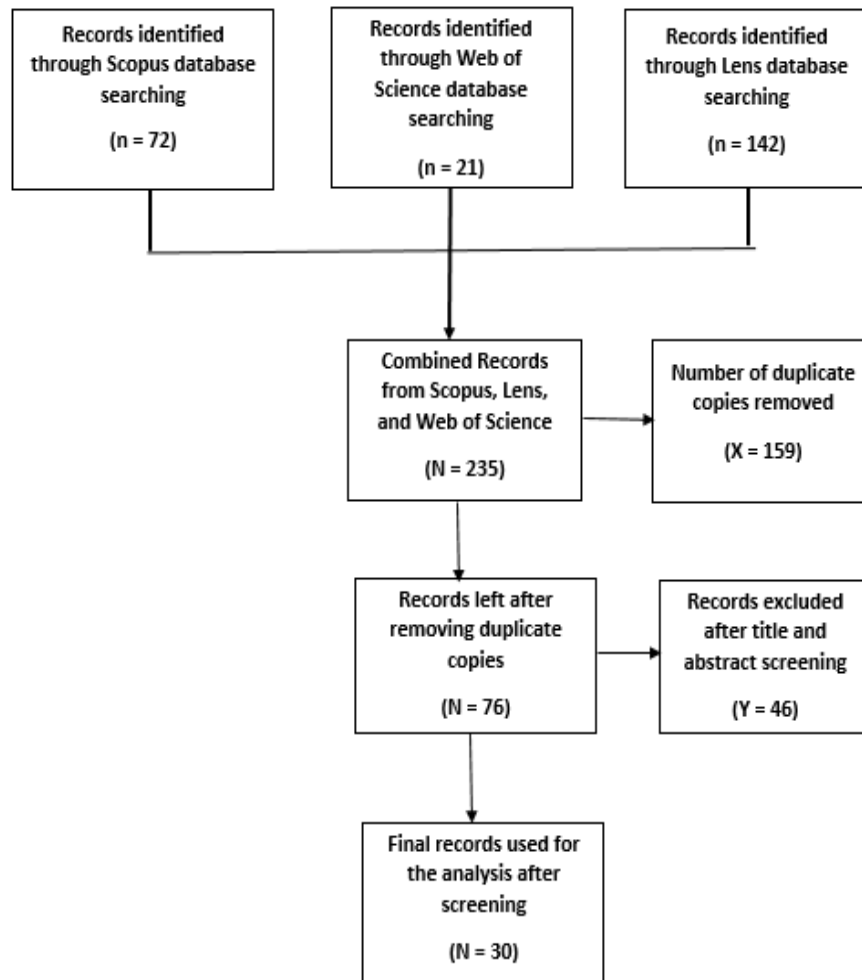 Records identified
through Scopus database
searching
(n = 72)
Records identified
through Web of
Science database
searching
(n = 21)
Records identified
through Lens database
searching
(n = 142)
Combined Records
from Scopus, Lens,
and Web of Science
(N = 235)
Number of duplicate
copies removed
(X = 159)
Records left after
removing duplicate
copies
(N = 76)
Records excluded
after title and
abstract screening
(Y = 46)
Final records used for
the analysis after
screening
(N = 30)